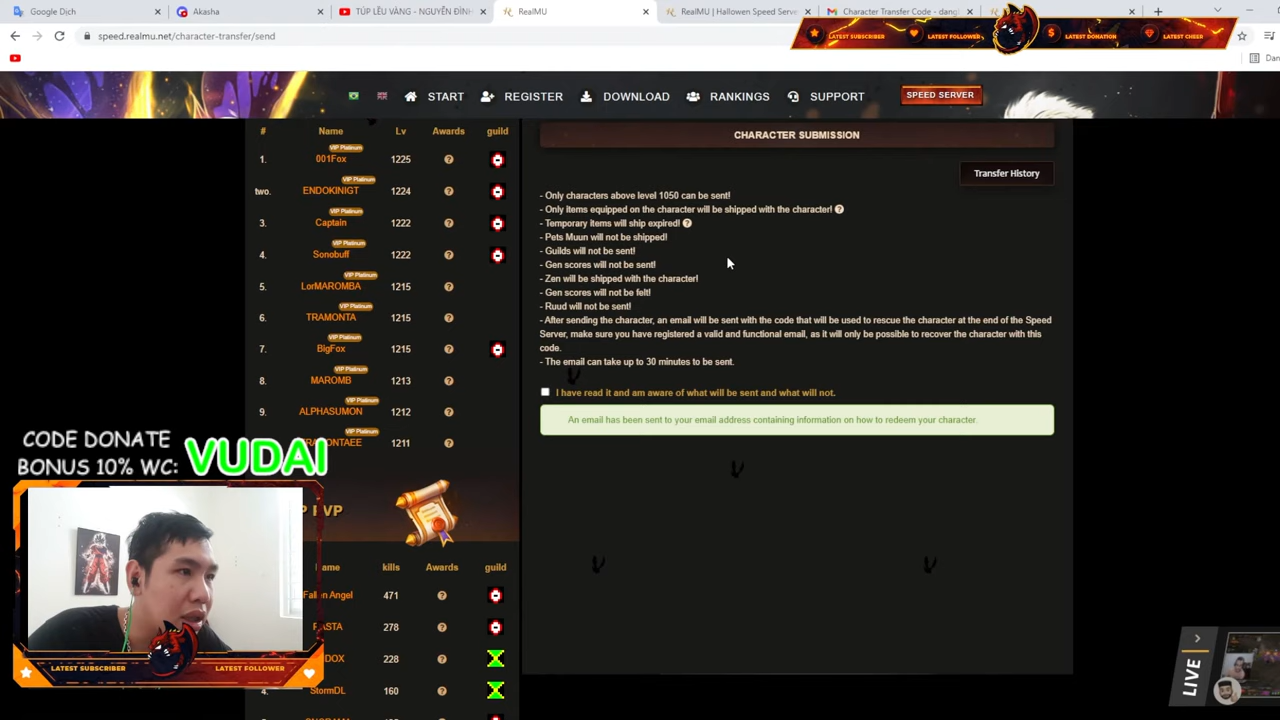 Google Dịch
Akasha
TÚP LỀU VÀNG - NGUYỄN ĐÌNH
RealMU
RealMU | Hallowen Speed Serve
Character Transfer Code - dang
speed.realmu.net/character-transfer/send
LATEST SUBSCRIBER
LATEST FOLLOWER
LATEST DONATION
LATEST CHEER
Dan
START
REGISTER
DOWNLOAD
RANKINGS
SUPPORT
SPEED SERVER
# Name Lv Awards guild
VIP Platinum
1. 001Fox 1225
VIP Platinum
two. ENDOKINIGT 1224
VIP Platinum
3. Captain 1222
VIP Platinum
4. Sonobuff 1222
VIP Platinum
5. LorMAROMBA 1215
VIP Platinum
6. TRAMONTA 1215
VIP Platinum
7. BigFox 1215
VIP Platinum
8. MAROMB 1213
VIP Platinum
9. ALPHASUMON 1212
VIP Platinum
1211
CHARACTER SUBMISSION
Transfer History
- Only characters above level 1050 can be sent!
- Only items equipped on the character will be shipped with the character!
- Temporary items will ship expired!
- Pets Muun will not be shipped!
- Guilds will not be sent!
- Gen scores will not be sent!
- Zen will be shipped with the character!
- Gen scores will not be felt!
- Ruud will not be sent!
- After sending the character, an email will be sent with the code that will be used to rescue the character at the end of the Speed
Server, make sure you have registered a valid and functional email, as it will only be possible to recover the character with this
code.
- The email can take up to 30 minutes to be sent.
I have read it and am aware of what will be sent and what will not.
An email has been sent to your email address containing information on how to redeem your character.
CODE DONATE
BONUS 10% WC: VUDAI
PVP
kills Awards guild
Fallen Angel 471
278
228
4. StormDL 160
LATEST SUBSCRIBER
LATEST FOLLOWER
LIVE